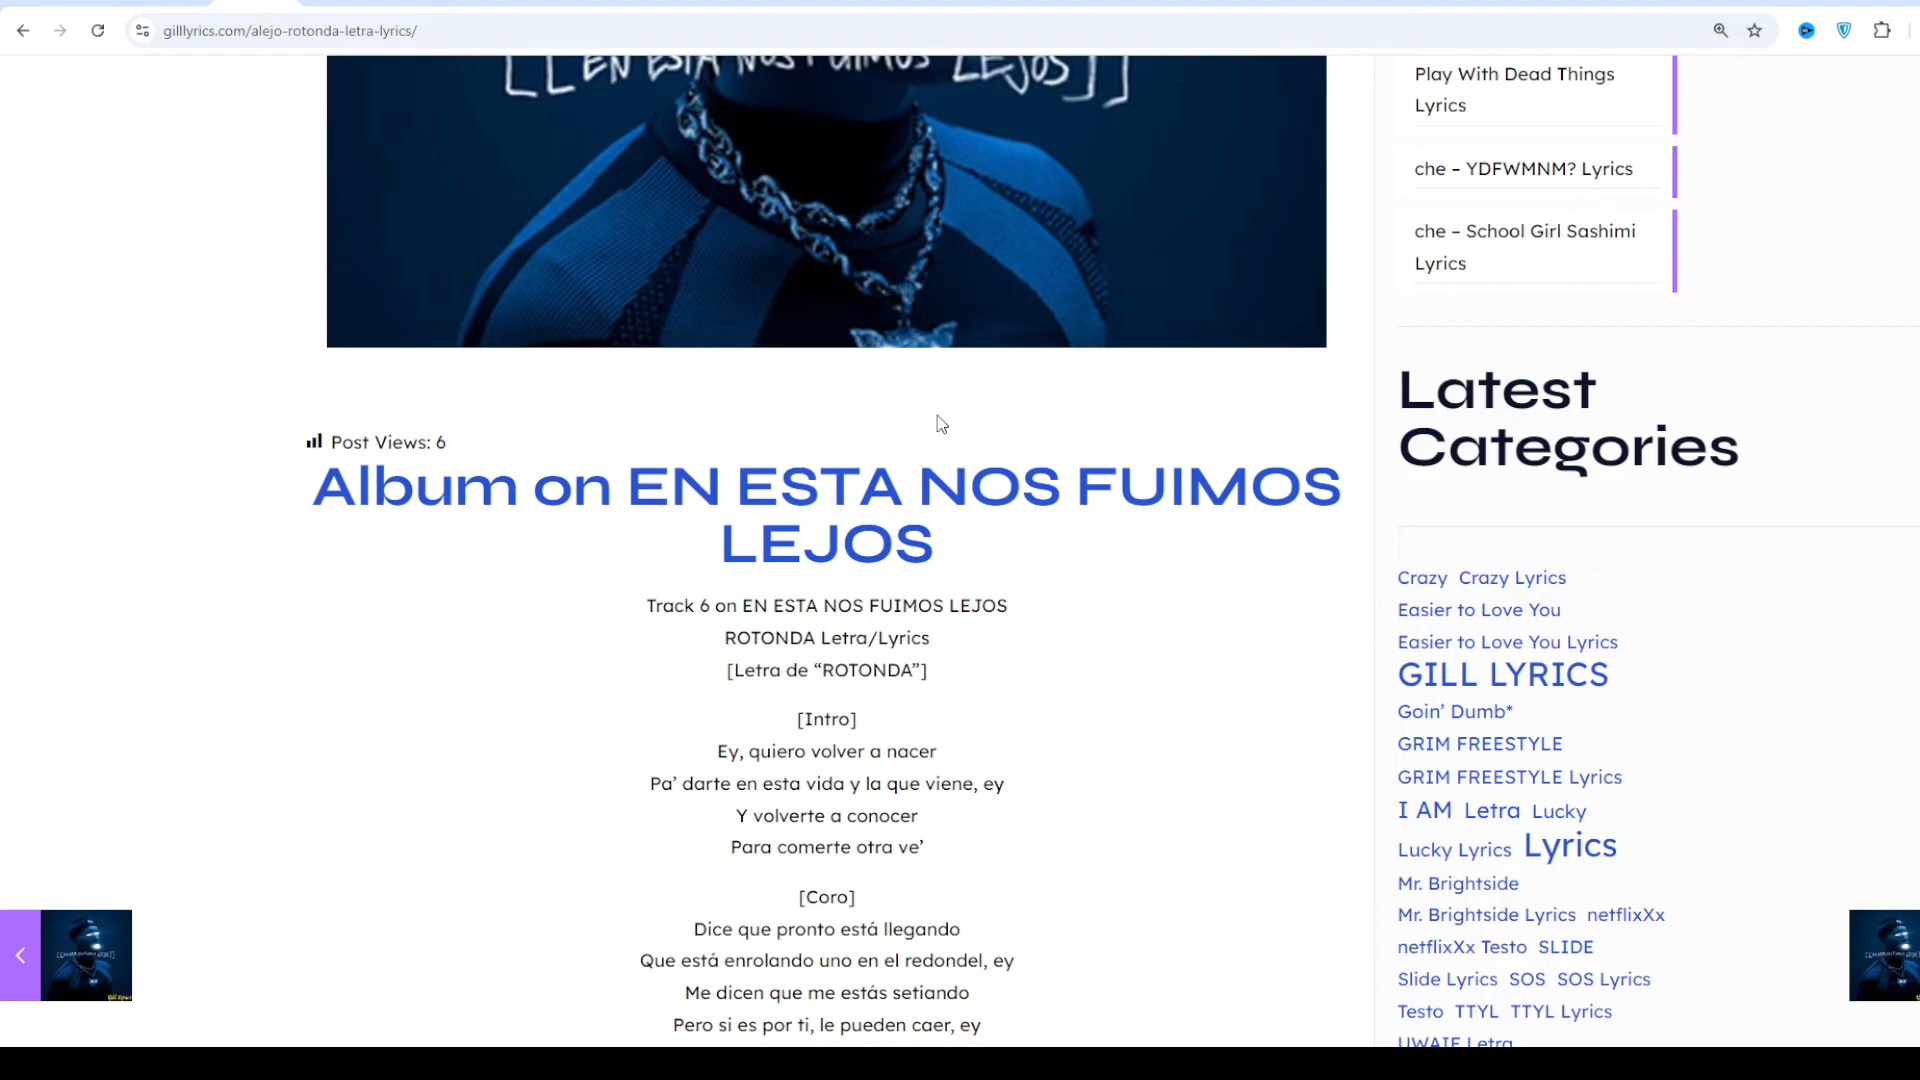 gilllyrics.com/alejo-rotonda-letra-lyrics/
[[EN ESTA NOS FUIMOS LEJOS]]
Post Views: 6
Album on EN ESTA NOS FUIMOS
LEJOS
Track 6 on EN ESTA NOS FUIMOS LEJOS
ROTONDA Letra/Lyrics
[Letra de “ROTONDA”]
[Intro]
Ey, quiero volver a nacer
Pa’ darte en esta vida y la que viene, ey
Y volverte a conocer
Para comerte otra ve’
[Coro]
Dice que pronto está llegando
Que está enrolando uno en el redondel, ey
Me dicen que me estás setiando
Pero si es por ti, le pueden caer, ey
Play With Dead Things
Lyrics
che – YDFWMNM? Lyrics
che – School Girl Sashimi
Lyrics
Latest
Categories
Crazy Crazy Lyrics
Easier to Love You
Easier to Love You Lyrics
GILL LYRICS
Goin’ Dumb*
GRIM FREESTYLE
GRIM FREESTYLE Lyrics
I AM Letra Lucky
Lucky Lyrics Lyrics
Mr. Brightside
Mr. Brightside Lyrics netflixXx
netflixXx Testo SLIDE
Slide Lyrics SOS SOS Lyrics
Testo TTYL TTYL Lyrics
UWAIF Letra